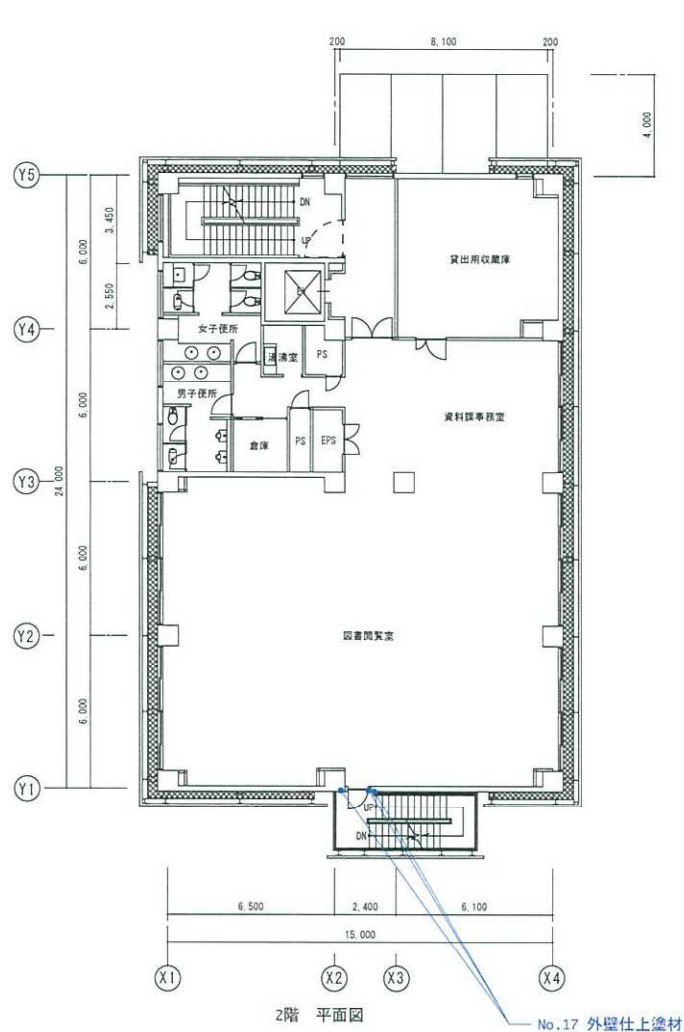 200 8,100 200
4,000
Y5
3,450
6,000
DN
UP
貸出用収蔵庫
2,550
EV
Y4
女子便所
湯沸室
PS
男子便所
資料課事務室
6,000
倉庫
PS
EPS
Y3
24,000
6,000
Y2
図書閲覧室
6,000
Y1
UP
DN
6,500 2,400 6,100
15,000
X1 X2 X3 X4
2階 平面図
No.17 外壁仕上塗材